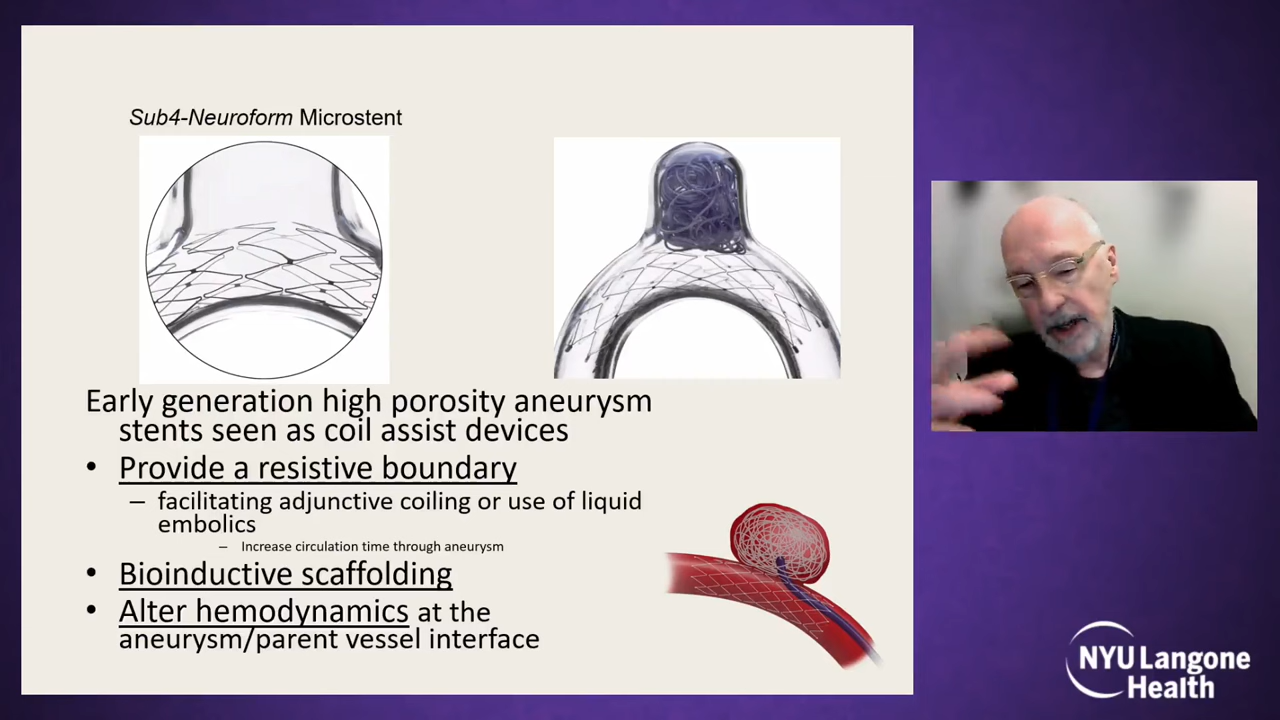 Sub4-Neuroform Microstent
Early generation high porosity aneurysm
stents seen as coil assist devices
• Provide a resistive boundary
– facilitating adjunctive coiling or use of liquid
embolics
– Increase circulation time through aneurysm
• Bioinductive scaffolding
• Alter hemodynamics at the
aneurysm/parent vessel interface
NYU Langone
Health